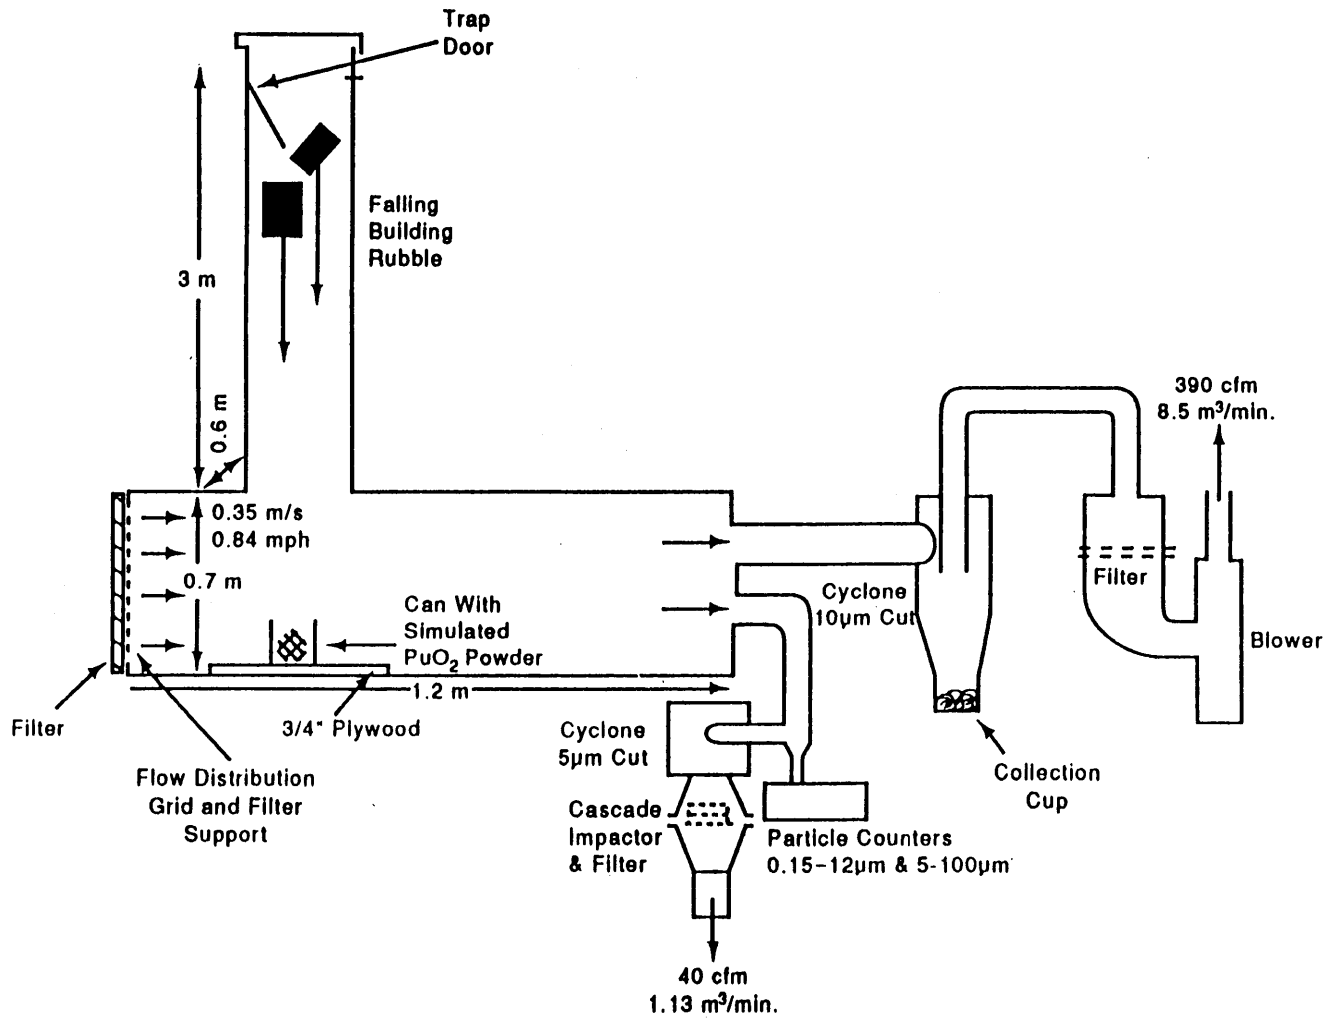 Trap
Door
Falling
Building
Rubble
3 m
0.6 m
390 cfm
8.5 m³/min.
0.35 m/s
0.84 mph
0.7 m
Can With
Simulated
PuO₂ Powder
Cyclone
10µm Cut
Filter
Blower
1.2 m
Filter
3/4" Plywood
Flow Distribution
Grid and Filter
Support
Cyclone
5µm Cut
Collection
Cup
Cascade
Impactor
& Filter
Particle Counters
0.15-12µm & 5-100µm
40 cfm
1.13 m³/min.